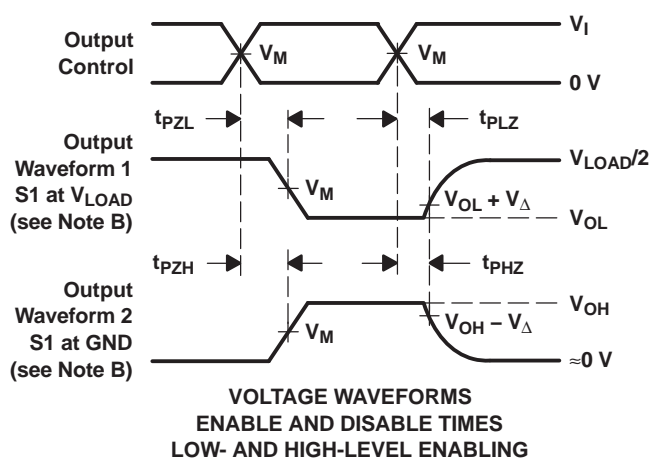 Output
Control
V_M
V_M
V_I
0 V
t_PZL
t_PLZ
Output
Waveform 1
S1 at V_LOAD
(see Note B)
V_M
V_LOAD/2
V_OL + V_Δ
V_OL
t_PZH
t_PHZ
Output
Waveform 2
S1 at GND
(see Note B)
V_M
V_OH
V_OH – V_Δ
≈0 V
VOLTAGE WAVEFORMS
ENABLE AND DISABLE TIMES
LOW- AND HIGH-LEVEL ENABLING